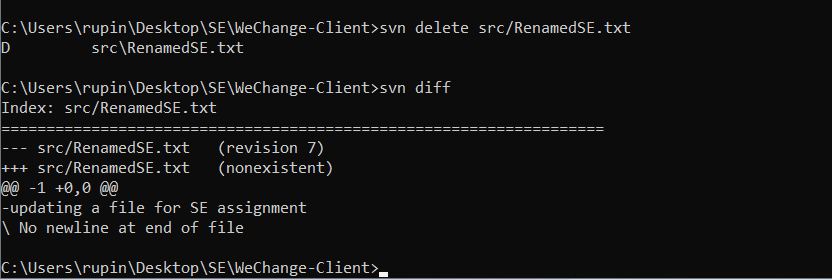 C:\Users\rupin\Desktop\SE\WeChange-Client>svn delete src/RenamedSE.txt
D         src\RenamedSE.txt
C:\Users\rupin\Desktop\SE\WeChange-Client>svn diff
Index: src/RenamedSE.txt
===================================================================
--- src/RenamedSE.txt   (revision 7)
+++ src/RenamedSE.txt   (nonexistent)
@@ -1 +0,0 @@
-updating a file for SE assignment
\ No newline at end of file
C:\Users\rupin\Desktop\SE\WeChange-Client>